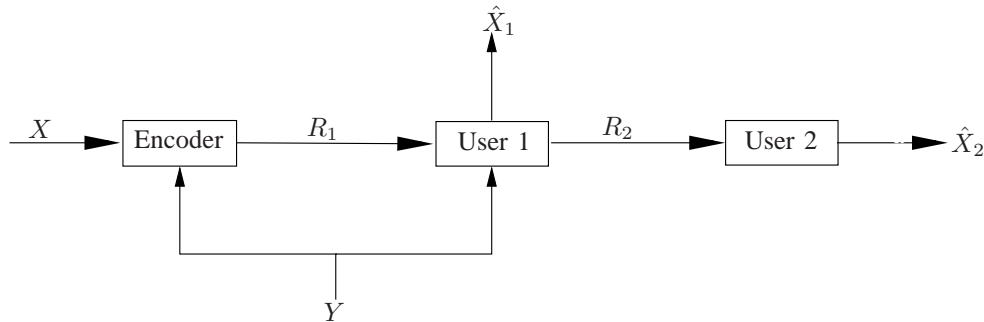 X̂₁
X Encoder R₁ User 1 R₂ User 2 X̂₂
Y